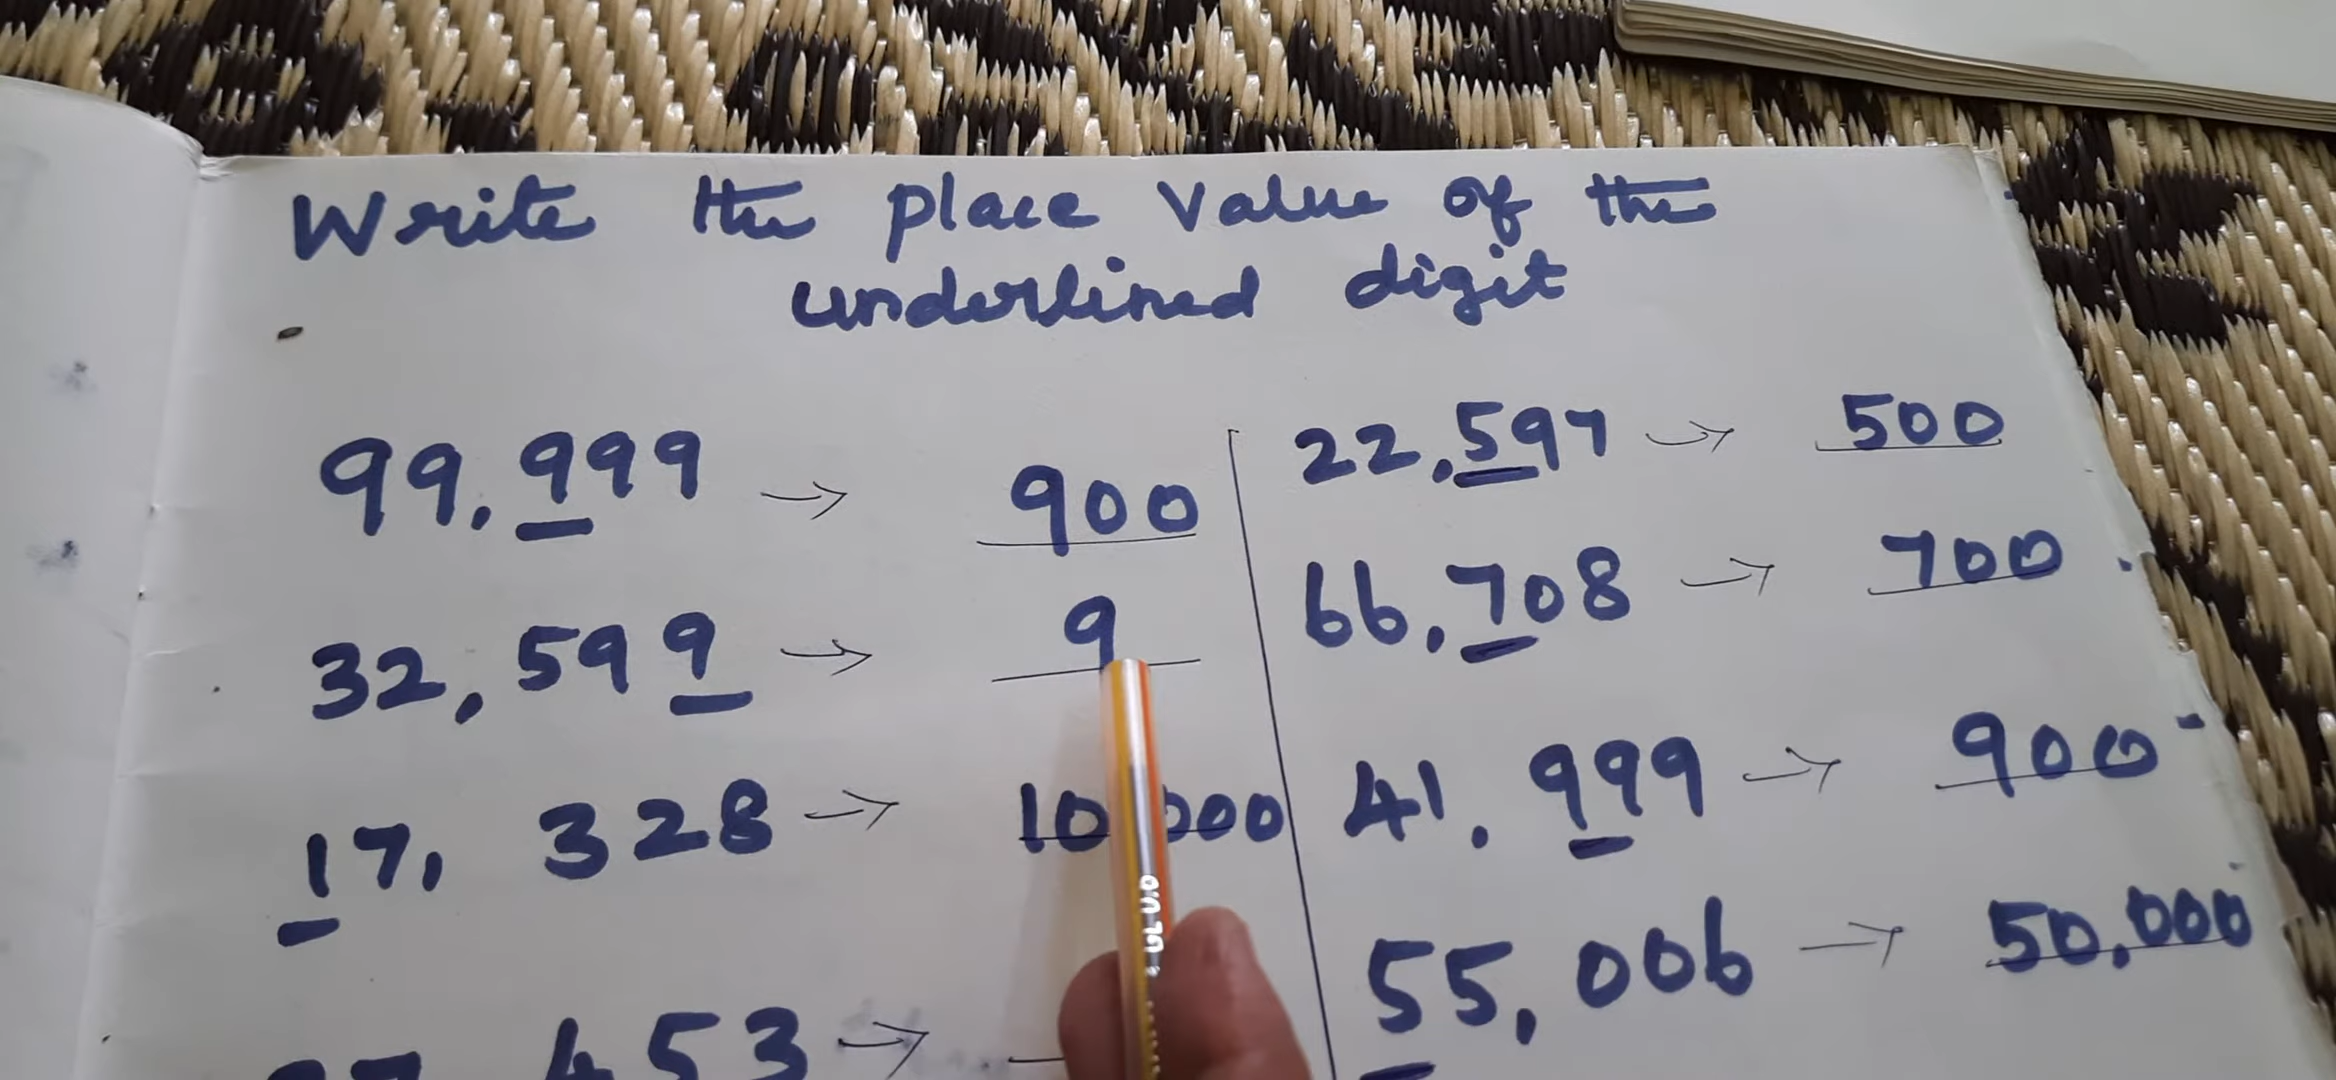 Write the place value of the
underlined digit
99,999 → 900
32,599 → 9
17, 328 → 10
453 →
22,597 → 500
66,708 → 700
41,999 → 900
55,006 → 50,000